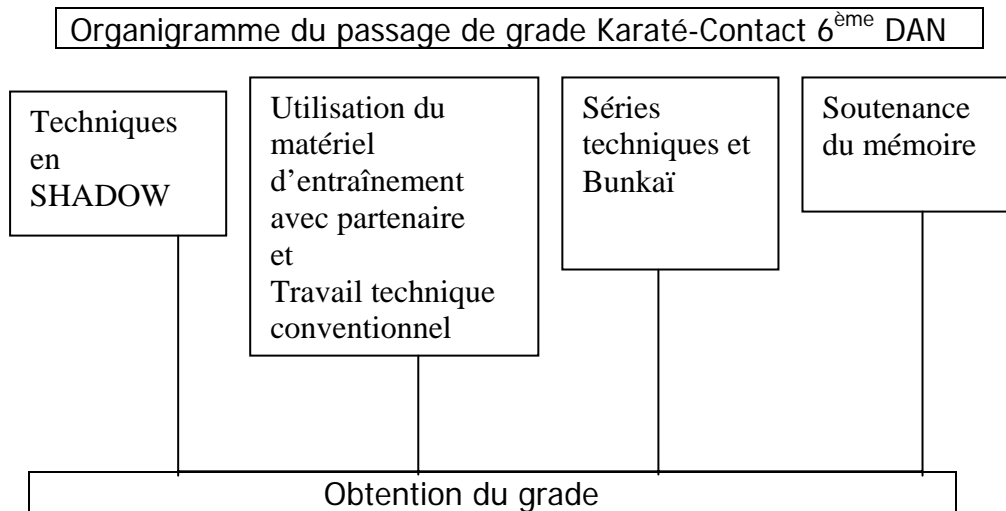 Organigramme du passage de grade Karaté-Contact 6ème DAN
Techniques
en
SHADOW
Utilisation du
matériel
d’entraînement
avec partenaire
et
Travail technique
conventionnel
Séries
techniques et
Bunkaï
Soutenance
du mémoire
Obtention du grade